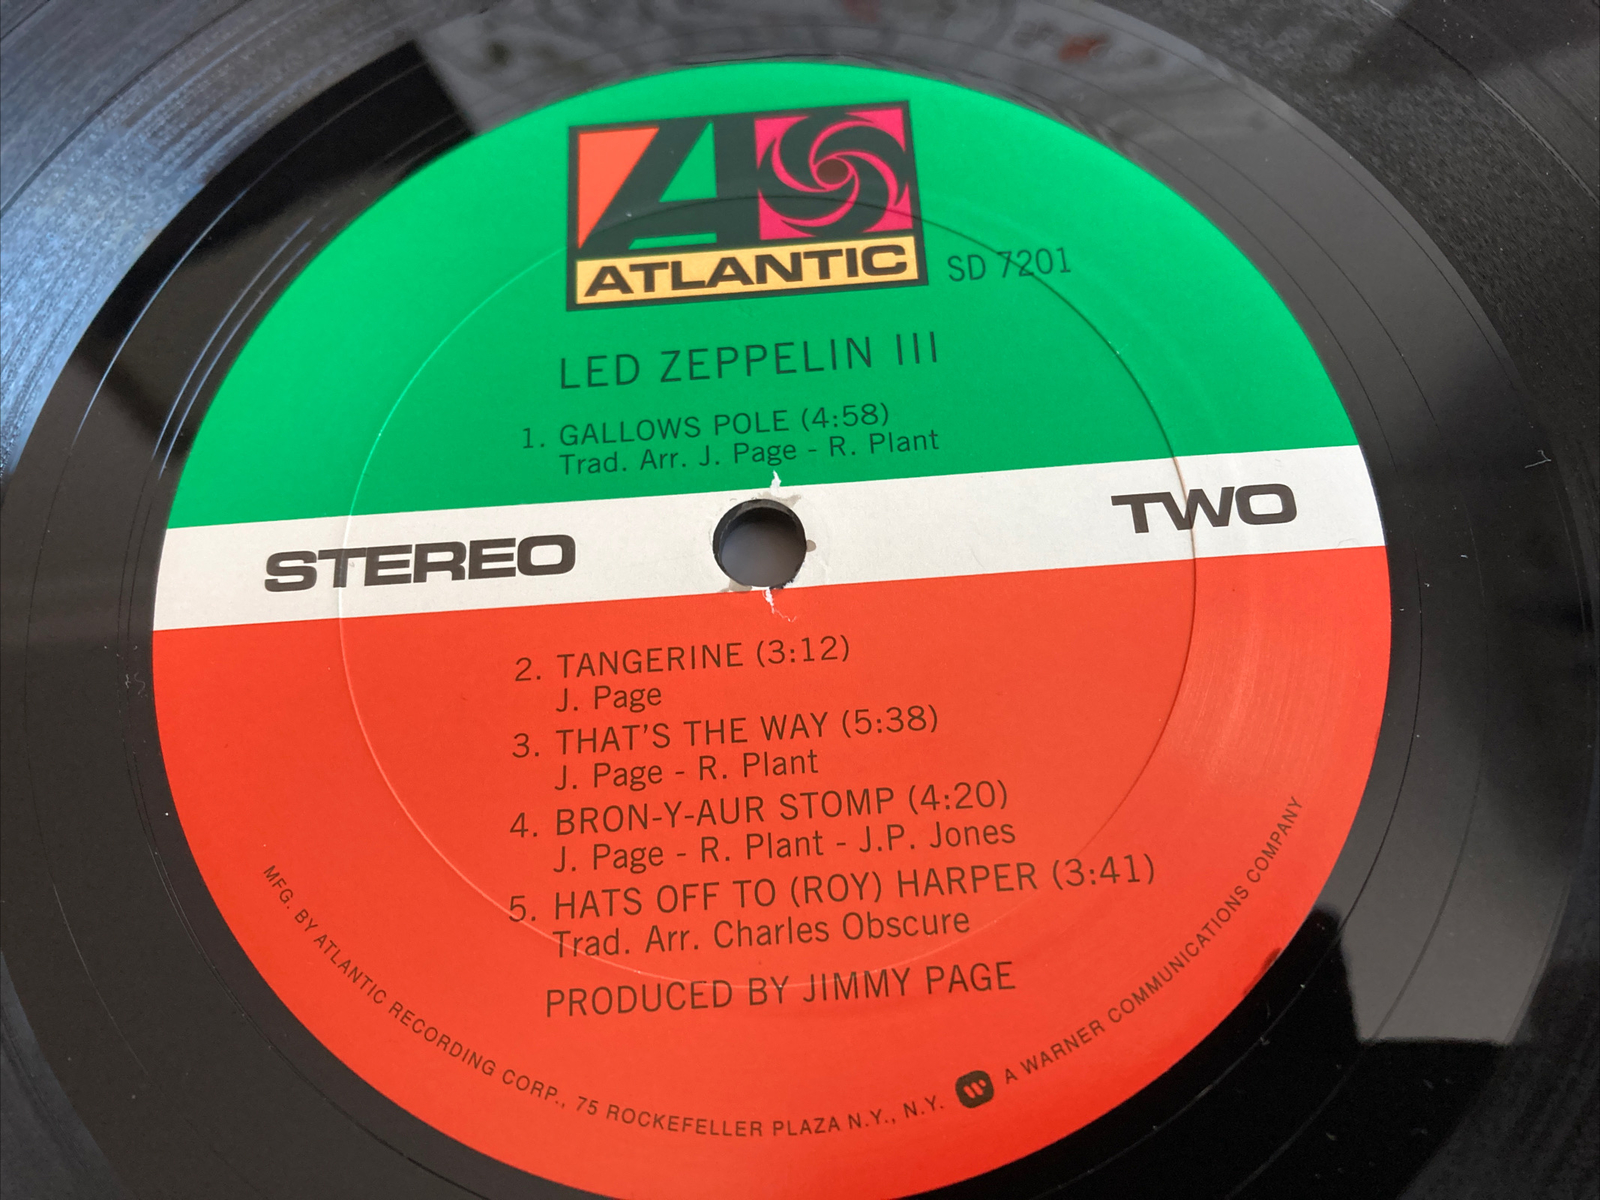 ATLANTIC
SD 7201
LED ZEPPELIN III
1. GALLOWS POLE (4:58)
Trad. Arr. J. Page - R. Plant
STEREO
TWO
2. TANGERINE (3:12)
J. Page
3. THAT'S THE WAY (5:38)
J. Page - R. Plant
4. BRON-Y-AUR STOMP (4:20)
J. Page - R. Plant - J.P. Jones
5. HATS OFF TO (ROY) HARPER (3:41)
Trad. Arr. Charles Obscure
PRODUCED BY JIMMY PAGE
MFG. BY ATLANTIC RECORDING CORP., 75 ROCKEFELLER PLAZA N.Y., N.Y. A WARNER COMMUNICATIONS COMPANY